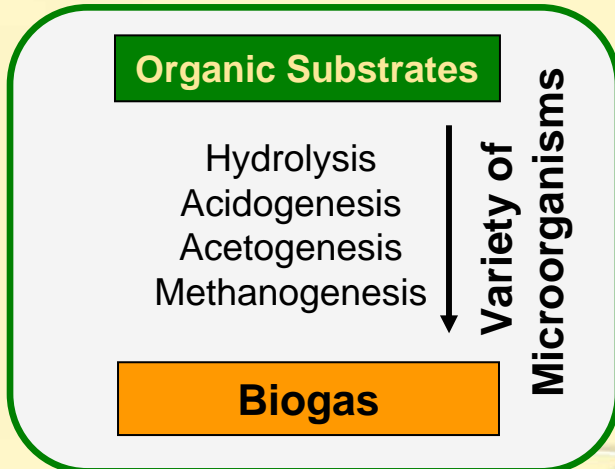 Organic Substrates
Hydrolysis
Acidogenesis
Acetogenesis
Methanogenesis
Variety of
Microorganisms
Biogas